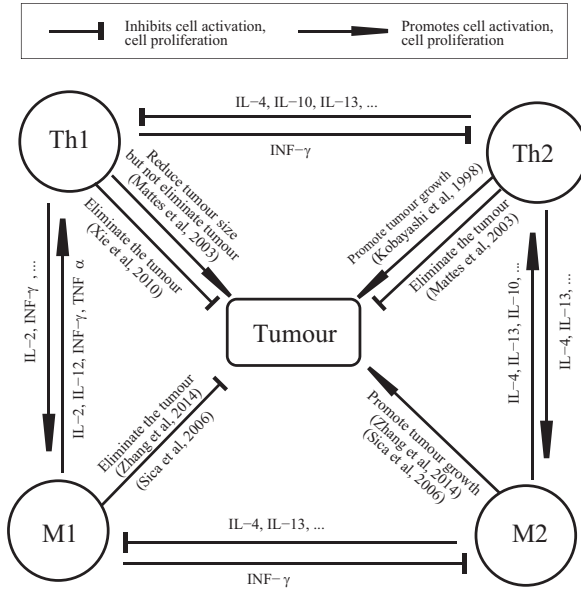 Inhibits cell activation,
cell proliferation
Promotes cell activation,
cell proliferation
IL−4, IL−10, IL−13, ...
INF−γ
Th1
Th2
Reduce tumour size
but not eliminate tumour
(Mattes et al, 2003)
Eliminate the tumour
(Xie et al, 2010)
Promote tumour growth
(Kobayashi et al, 1998)
Eliminate the tumour
(Mattes et al, 2003)
IL−2, INF−γ , ...
IL−2, IL−12, INF−γ, TNF α
Tumour
IL−4, IL−13, IL−10, ...
IL−4, IL−13, ...
Eliminate the tumour
(Zhang et al, 2014)
(Sica et al, 2006)
Promote tumour growth
(Zhang et al, 2014)
(Sica et al, 2006)
M1
M2
IL−4, IL−13, ...
INF−γ